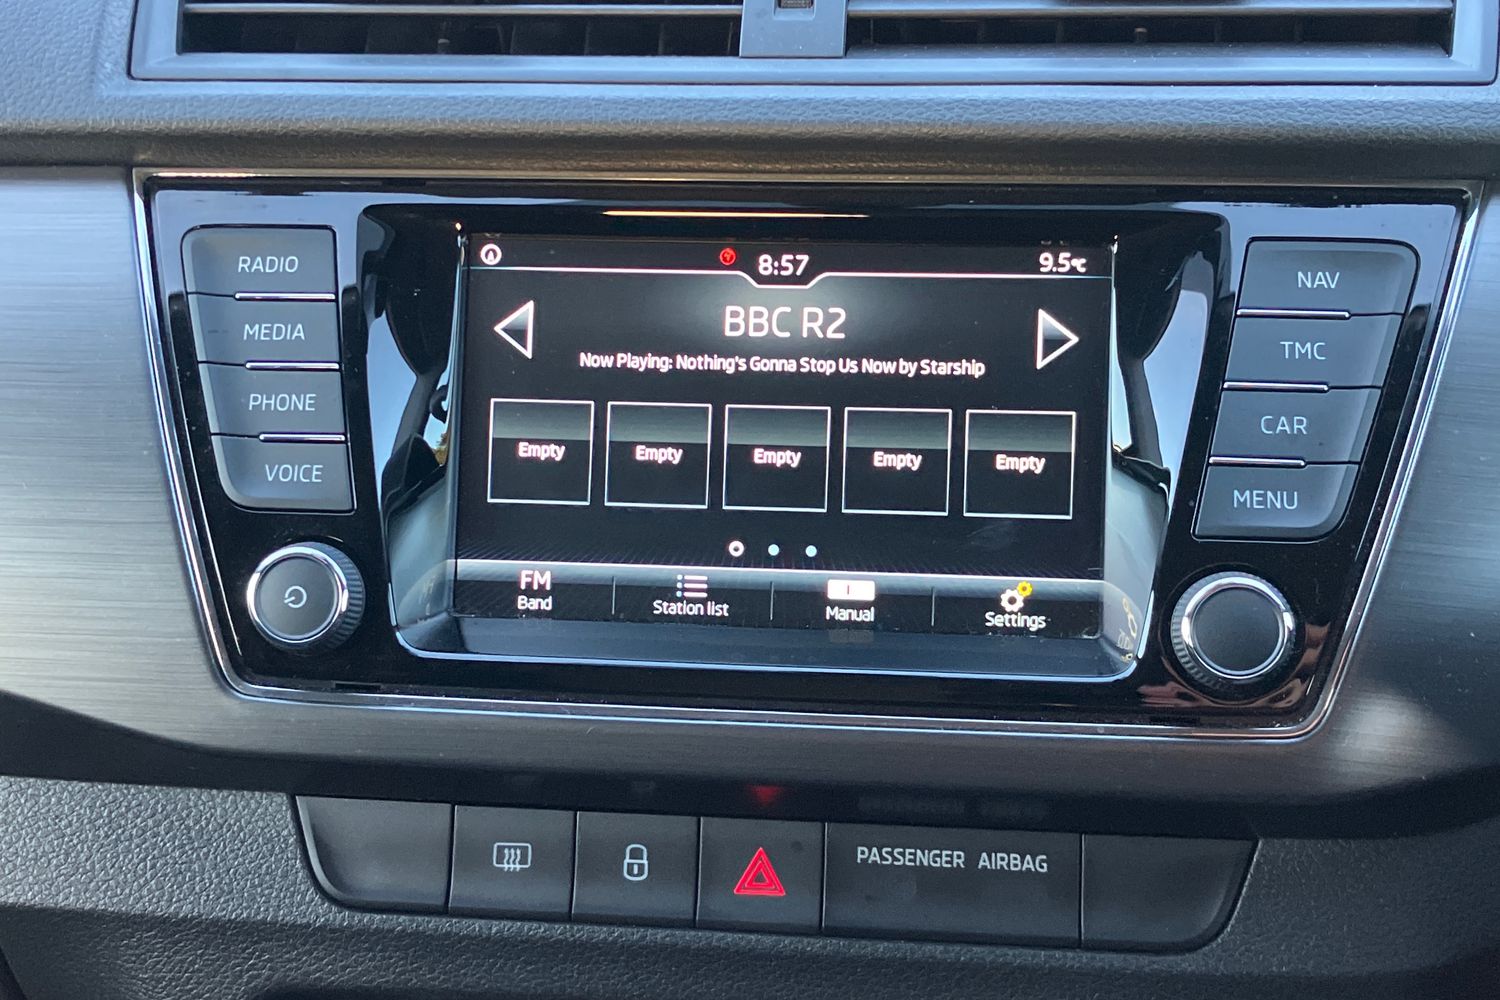 RADIO
MEDIA
PHONE
VOICE
8:57
9.5°C
BBC R2
Now Playing: Nothing's Gonna Stop Us Now by Starship
Empty Empty Empty Empty Empty
FM
Band
Station list
Manual
Settings
NAV
TMC
CAR
MENU
PASSENGER AIRBAG